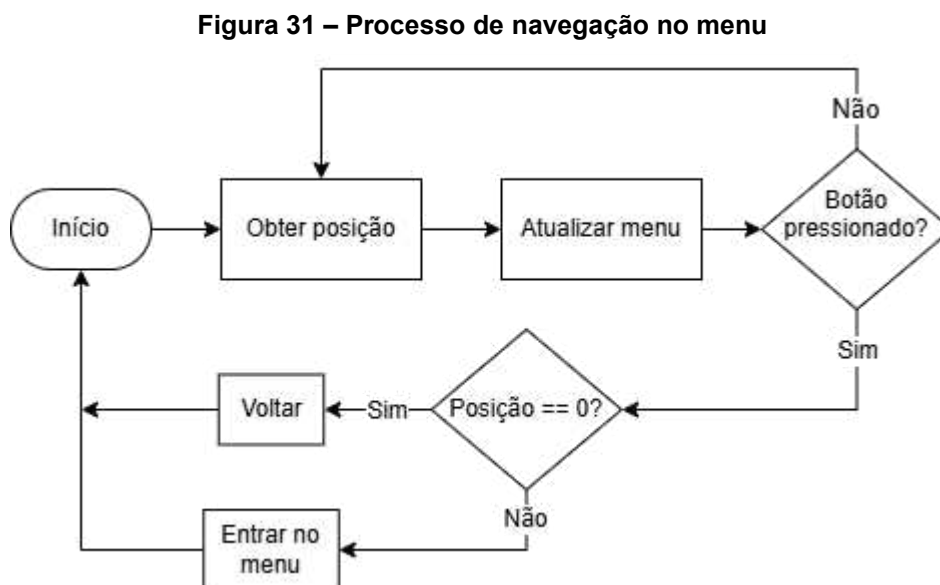 Figura 31 – Processo de navegação no menu
Não
Início
Obter posição
Atualizar menu
Botão
pressionado?
Sim
Voltar
Sim
Posição == 0?
Não
Entrar no
menu